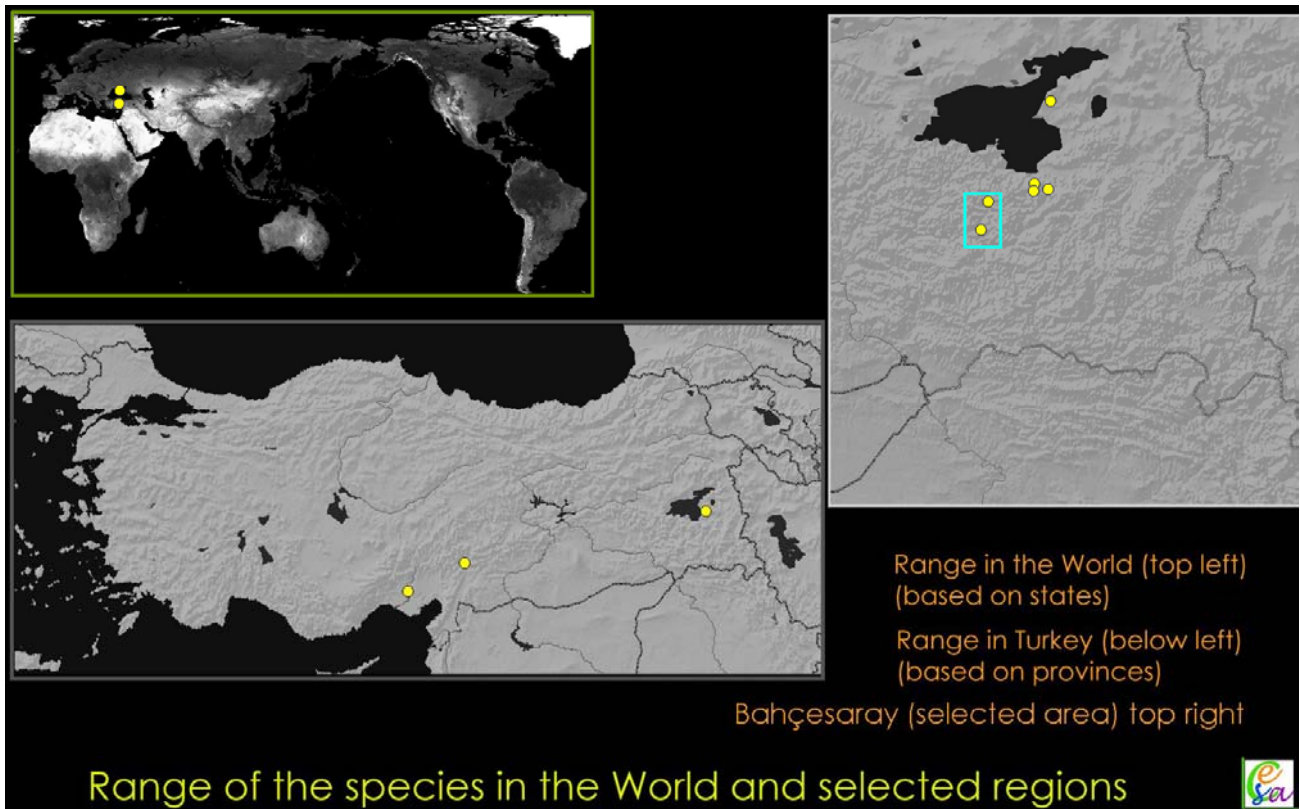 Range in the World (top left)
(based on states)
Range in Turkey (below left)
(based on provinces)
Bahçesaray (selected area) top right
Range of the species in the World and selected regions
esa